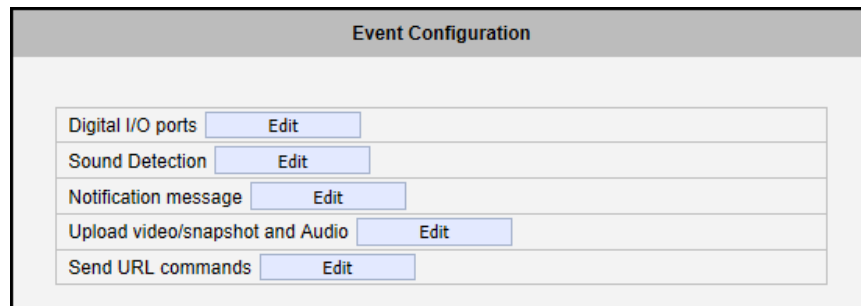 Event Configuration
Digital I/O ports Edit
Sound Detection Edit
Notification message Edit
Upload video/snapshot and Audio Edit
Send URL commands Edit